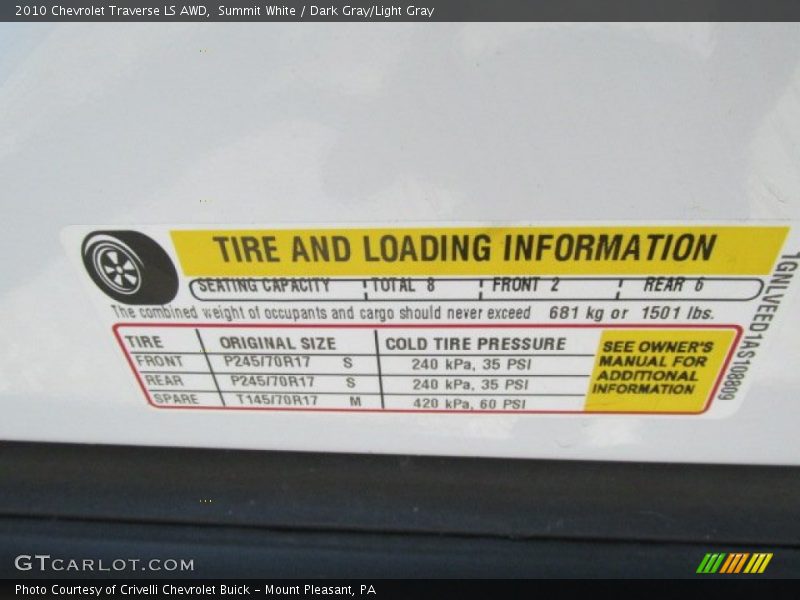 2010 Chevrolet Traverse LS AWD,  Summit White / Dark Gray/Light Gray
TIRE AND LOADING INFORMATION
SEATING CAPACITY TOTAL 8 FRONT 2 REAR 6
The combined weight of occupants and cargo should never exceed 681 kg or 1501 lbs.
TIRE ORIGINAL SIZE COLD TIRE PRESSURE
FRONT P245/70R17 S 240 kPa, 35 PSI
REAR P245/70R17 S 240 kPa, 35 PSI
SPARE T145/70R17 M 420 kPa, 60 PSI
SEE OWNER'S
MANUAL FOR
ADDITIONAL
INFORMATION
1GNLVEED1AS108809
GTCARLOT.COM
Photo Courtesy of Crivelli Chevrolet Buick - Mount Pleasant, PA